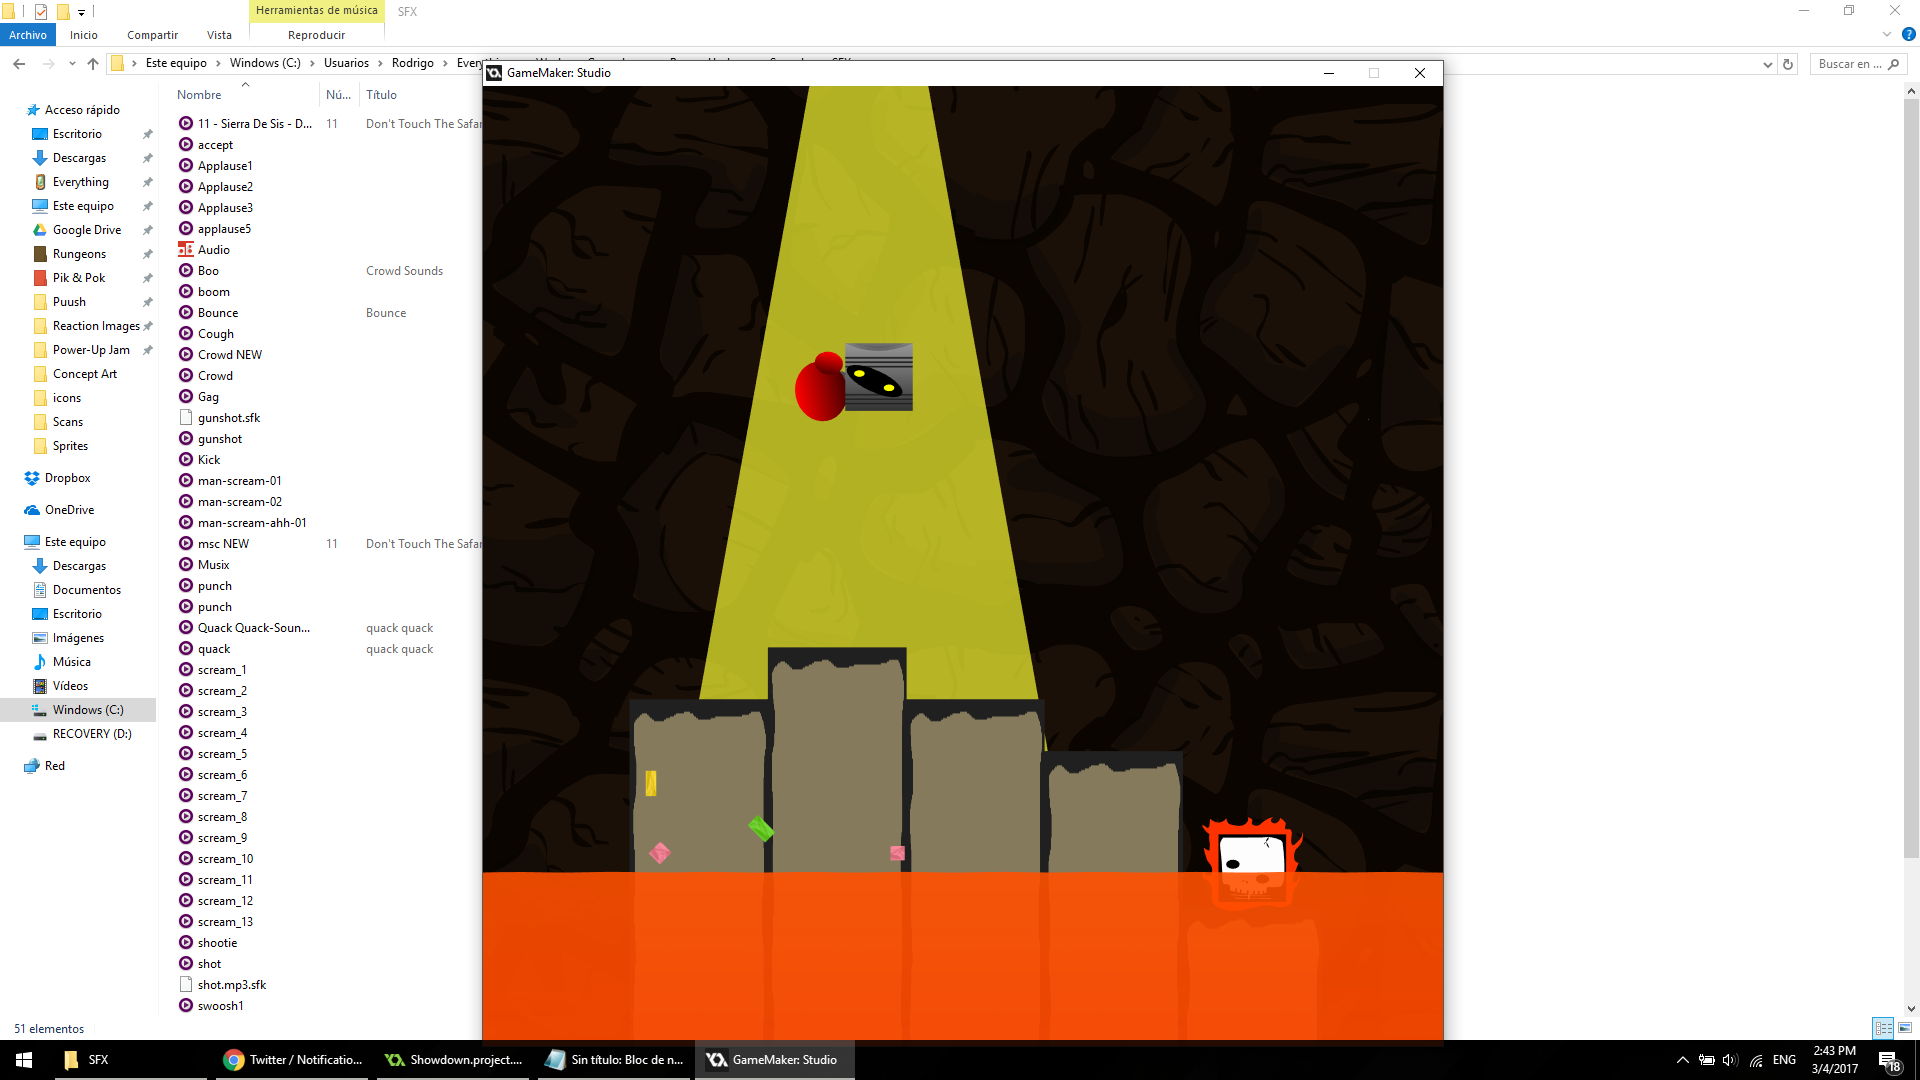 Herramientas de música SFX
Archivo Inicio Compartir Vista Reproducir
Este equipo Windows (C:) Usuarios Rodrigo
Buscar en ...
GameMaker: Studio
Nombre Nú... Título
Acceso rápido
Escritorio
Descargas
Everything
Este equipo
Google Drive
Rungeons
Pik & Pok
Puush
Reaction Images
Power-Up Jam
Concept Art
icons
Scans
Sprites
Dropbox
OneDrive
Este equipo
Descargas
Documentos
Escritorio
Imágenes
Música
Vídeos
Windows (C:)
RECOVERY (D:)
Red
11 - Sierra De Sis - D... 11 Don't Touch The Safar
accept
Applause1
Applause2
Applause3
applause5
Audio
Boo Crowd Sounds
boom
Bounce Bounce
Cough
Crowd NEW
Crowd
Gag
gunshot.sfk
gunshot
Kick
man-scream-01
man-scream-02
man-scream-ahh-01
msc NEW 11 Don't Touch The Safar
Musix
punch
punch
Quack Quack-Soun... quack quack
quack quack quack
scream_1
scream_2
scream_3
scream_4
scream_5
scream_6
scream_7
scream_8
scream_9
scream_10
scream_11
scream_12
scream_13
shootie
shot
shot.mp3.sfk
swoosh1
51 elementos
SFX Twitter / Notificatio... Showdown.project.... Sin título: Bloc de n... GameMaker: Studio ENG 2:43 PM
3/4/2017
18